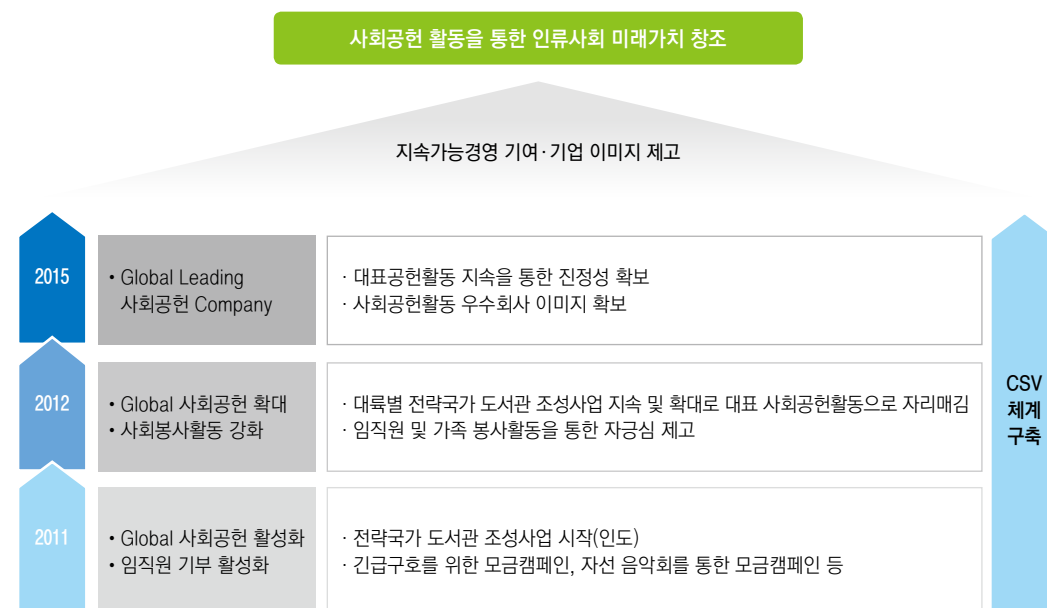 사회공헌 활동을 통한 인류사회 미래가치 창조
지속가능경영 기여·기업 이미지 제고
2015
• Global Leading
사회공헌 Company
· 대표공헌활동 지속을 통한 진정성 확보
· 사회공헌활동 우수회사 이미지 확보
2012
• Global 사회공헌 확대
• 사회봉사활동 강화
· 대륙별 전략국가 도서관 조성사업 지속 및 확대로 대표 사회공헌활동으로 자리매김
· 임직원 및 가족 봉사활동을 통한 자긍심 제고
2011
• Global 사회공헌 활성화
• 임직원 기부 활성화
· 전략국가 도서관 조성사업 시작(인도)
· 긴급구호를 위한 모금캠페인, 자선 음악회를 통한 모금캠페인 등
CSV
체계
구축